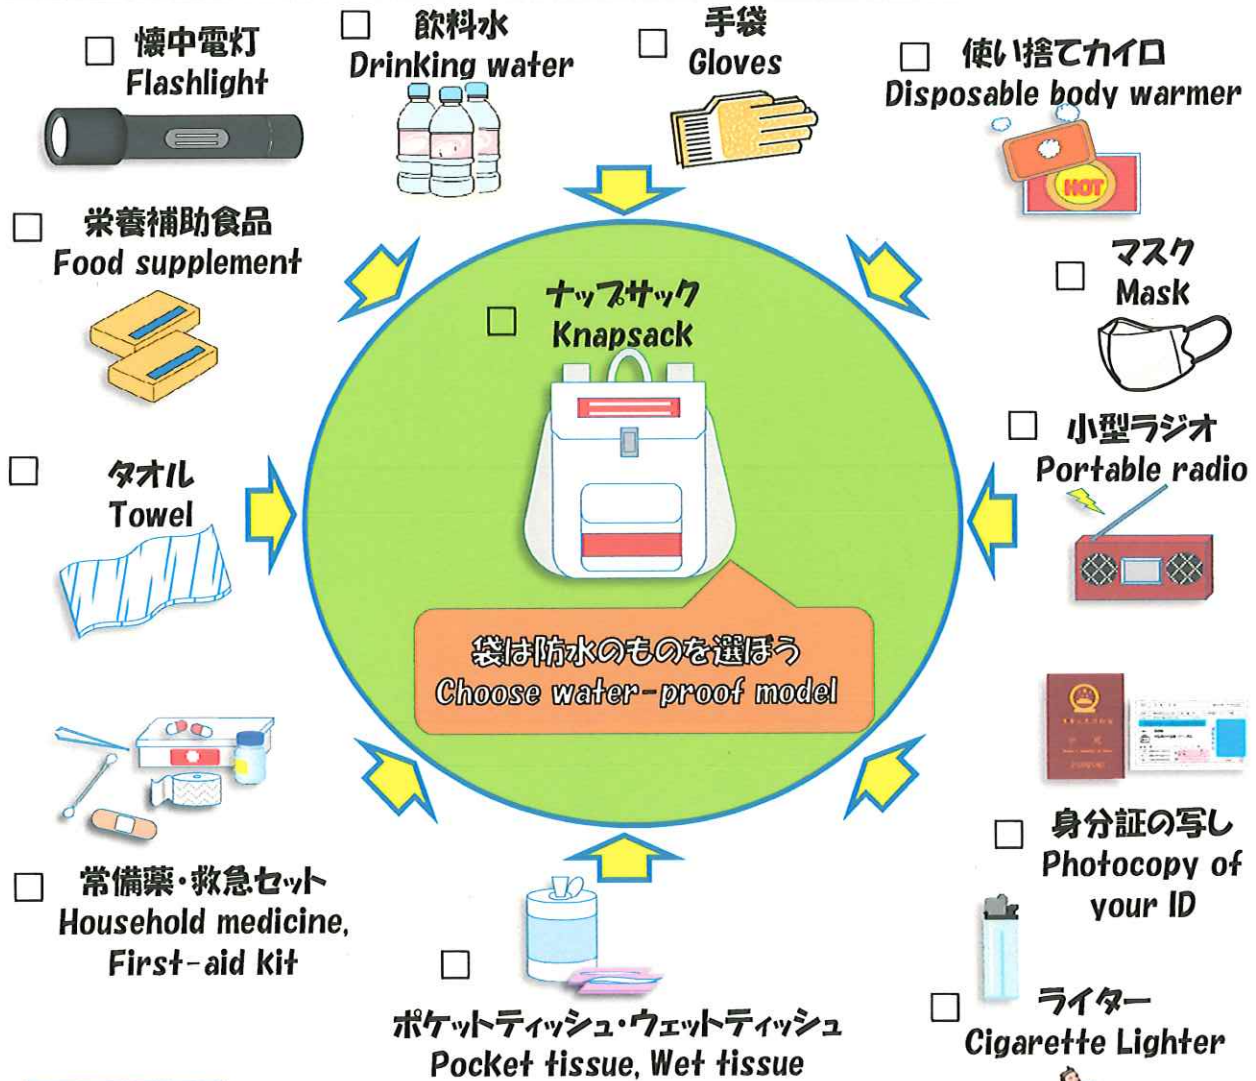 □ 懐中電灯
Flashlight
□ 飲料水
Drinking water
□ 手袋
Gloves
□ 使い捨てカイロ
Disposable body warmer
HOT
□ 栄養補助食品
Food supplement
□ ナップサック
Knapsack
□ マスク
Mask
□ タオル
Towel
□ 小型ラジオ
Portable radio
袋は防水のものを選ぼう
Choose water-proof model
□ 常備薬・救急セット
Household medicine,
First-aid kit
□ 身分証の写し
Photocopy of
your ID
□ ポケットティッシュ・ウェットティッシュ
Pocket tissue, Wet tissue
□ ライター
Cigarette Lighter